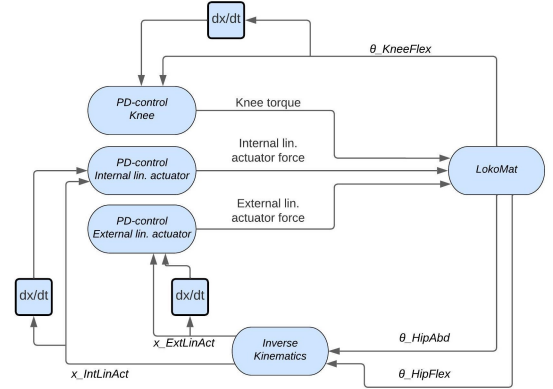 dx/dt
θ_KneeFlex
PD-control
Knee
Knee torque
Internal lin.
actuator force
PD-control
Internal lin. actuator
LokoMat
External lin.
actuator force
PD-control
External lin. actuator
dx/dt
dx/dt
x_ExtLinAct
θ_HipAbd
Inverse
Kinematics
x_IntLinAct
θ_HipFlex